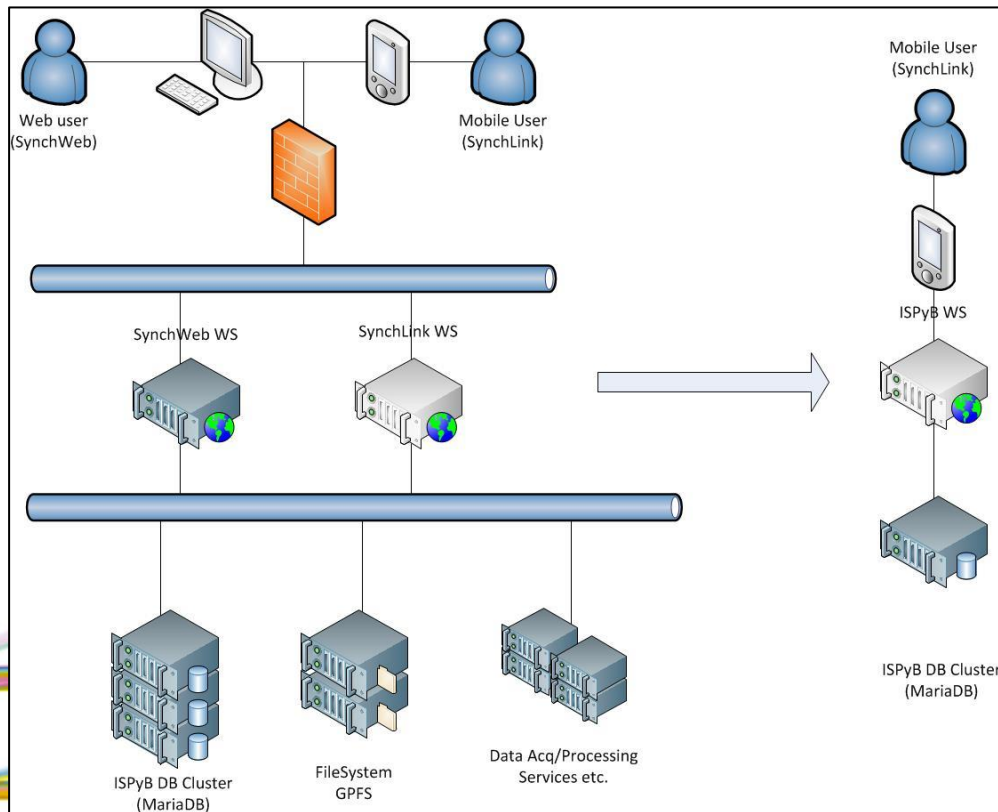 Web user
(SynchWeb)
Mobile User
(SynchLink)
Mobile User
(SynchLink)
SynchWeb WS
SynchLink WS
ISPyB WS
ISPyB DB Cluster
(MariaDB)
FileSystem
GPFS
Data Acq/Processing
Services etc.
ISPyB DB Cluster
(MariaDB)